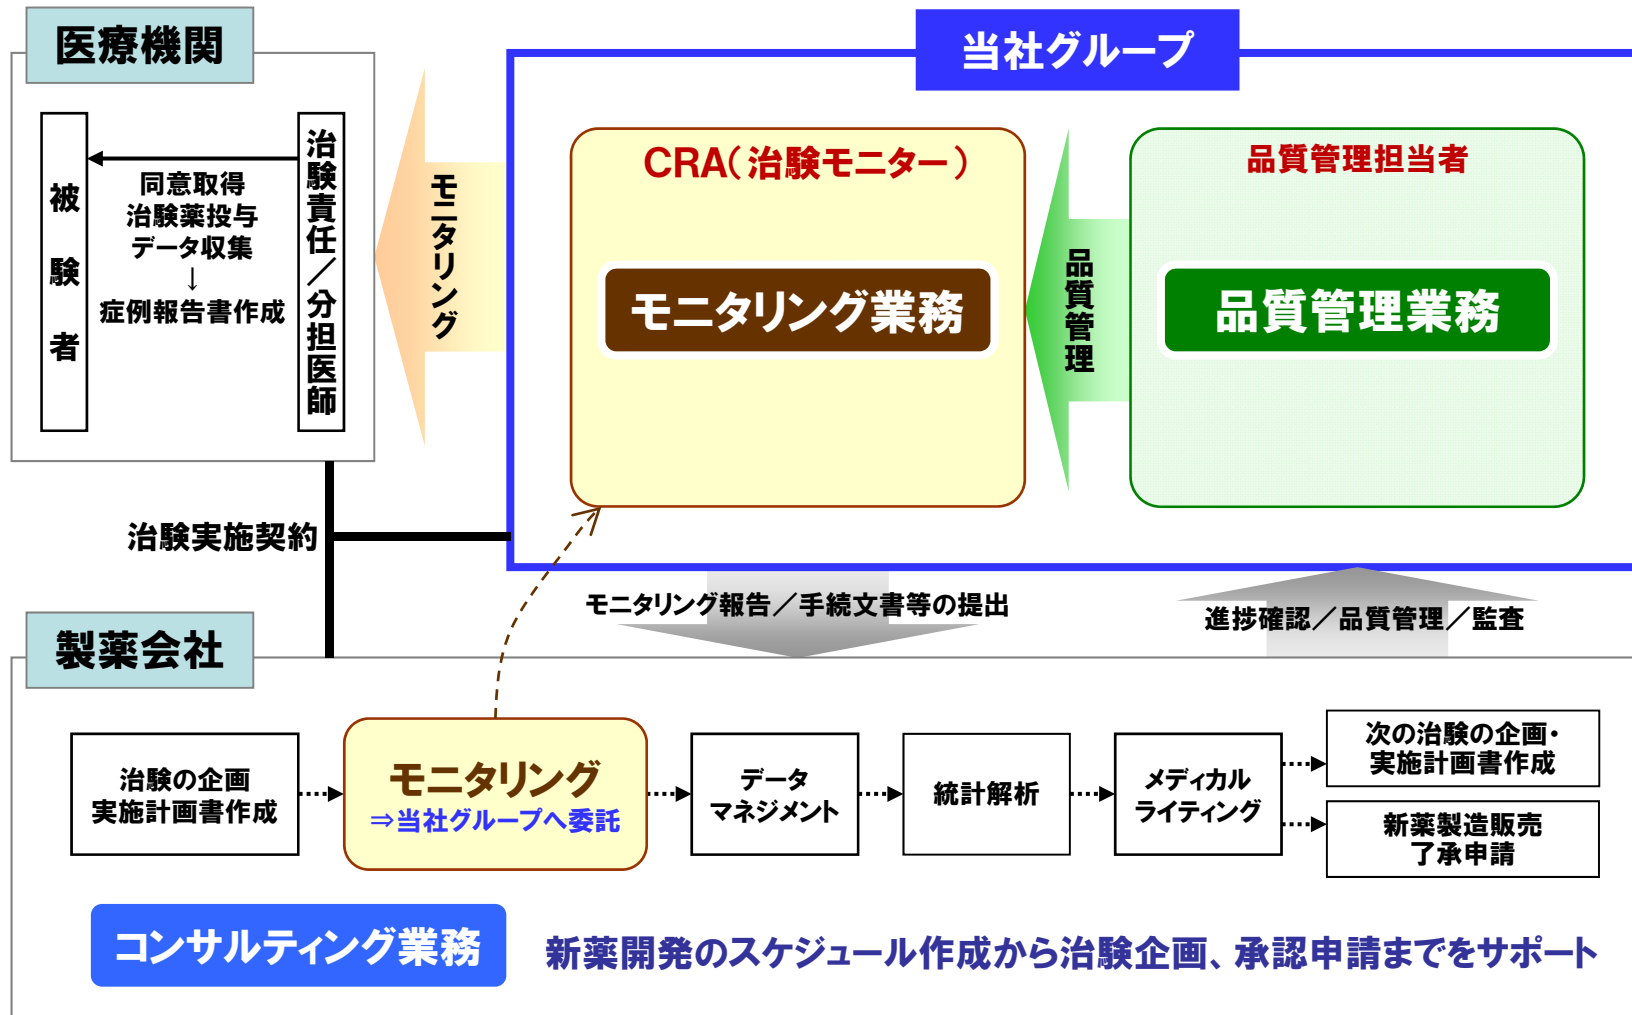 医療機関
被験者
同意取得
治験薬投与
データ収集
↓
症例報告書作成
治験責任／分担医師
モニタリング
当社グループ
CRA（治験モニター）
モニタリング業務
品質管理
品質管理担当者
品質管理業務
治験実施契約
モニタリング報告／手続文書等の提出
進捗確認／品質管理／監査
製薬会社
治験の企画
実施計画書作成
モニタリング
⇒当社グループへ委託
データ
マネジメント
統計解析
メディカル
ライティング
次の治験の企画・
実施計画書作成
新薬製造販売
了承申請
コンサルティング業務
新薬開発のスケジュール作成から治験企画、承認申請までをサポート